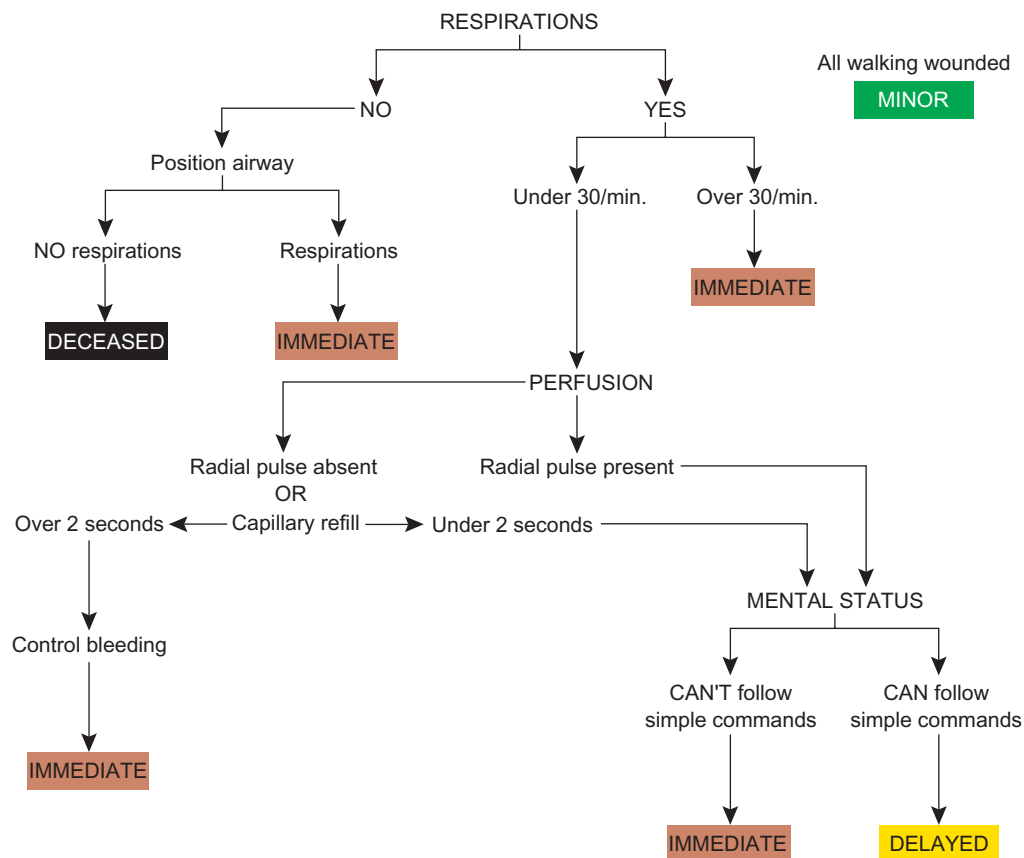 RESPIRATIONS
All walking wounded
MINOR
NO
YES
Position airway
Under 30/min.
Over 30/min.
NO respirations
Respirations
IMMEDIATE
DECEASED
IMMEDIATE
PERFUSION
Radial pulse absent
Radial pulse present
OR
Over 2 seconds
Capillary refill
Under 2 seconds
MENTAL STATUS
Control bleeding
CAN'T follow
simple commands
CAN follow
simple commands
IMMEDIATE
IMMEDIATE
DELAYED